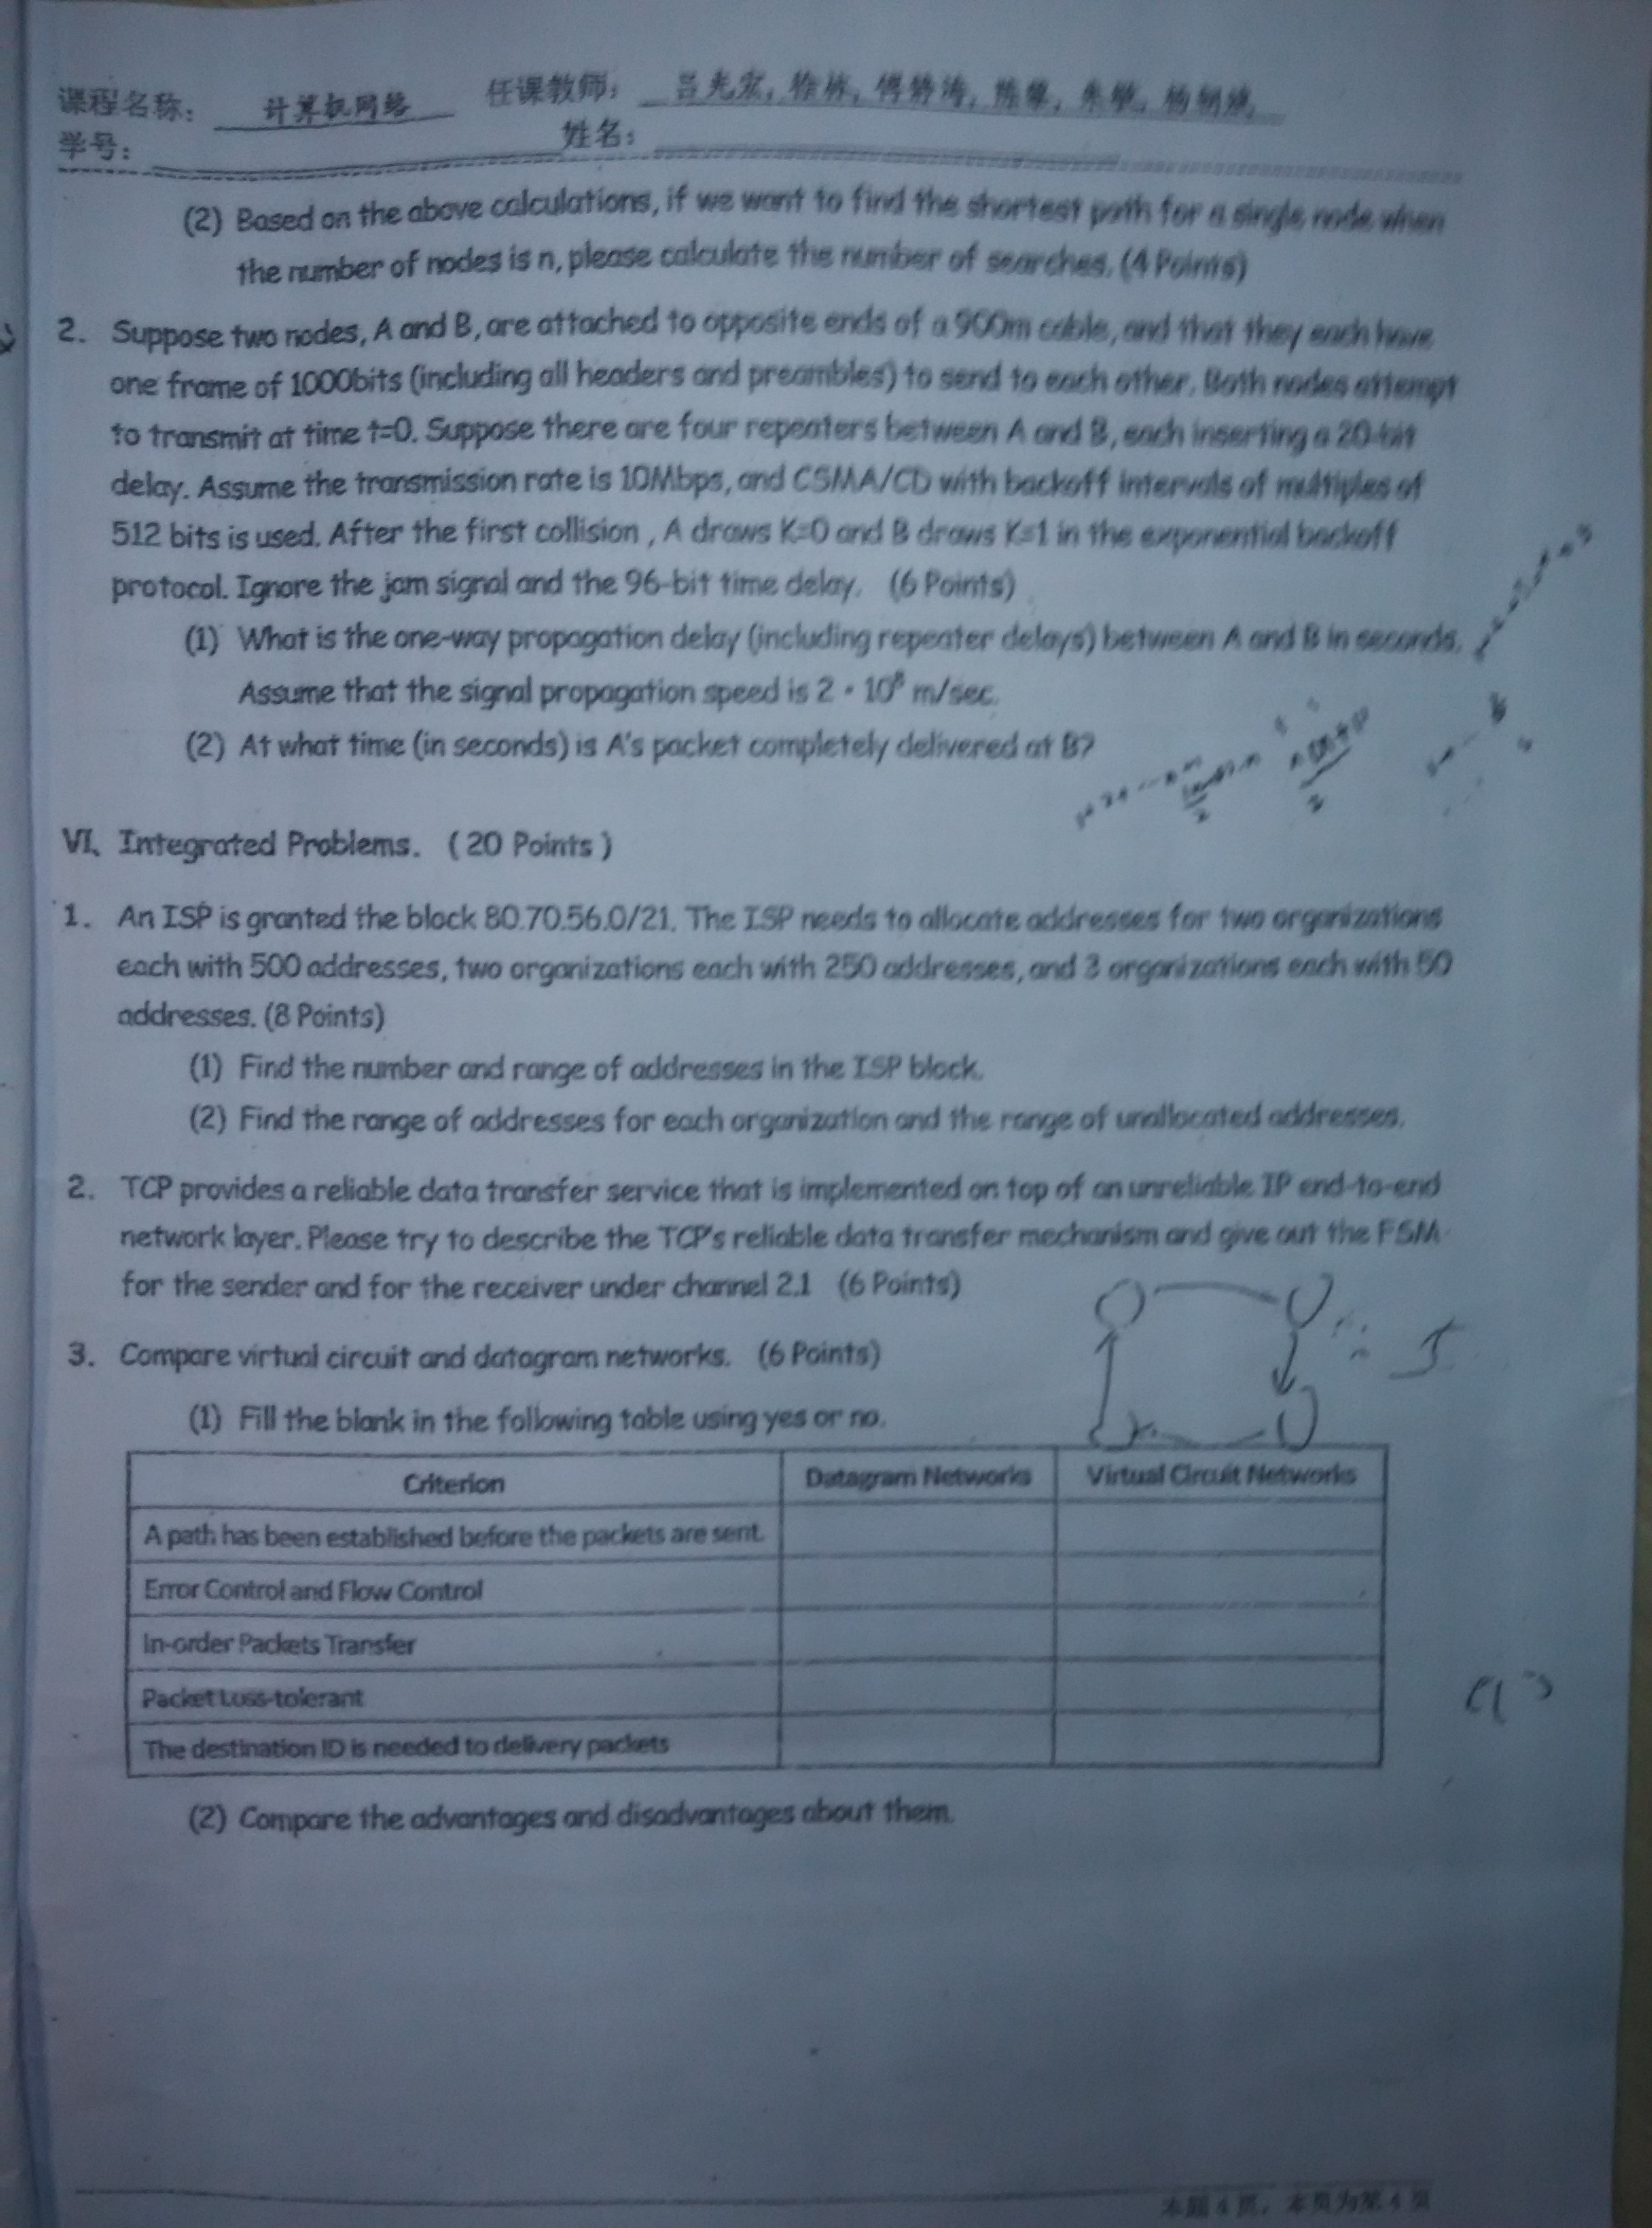 课程名称： 计算机网络 任课教师：
学号： 姓名：
(2) Based on the above calculations, if we want to find the shortest path for a single node when
the number of nodes is n, please calculate the number of searches. (4 Points)
2. Suppose two nodes, A and B, are attached to opposite ends of a 900m cable, and that they each have
one frame of 1000bits (including all headers and preambles) to send to each other. Both nodes attempt
to transmit at time t=0. Suppose there are four repeaters between A and B, each inserting a 20-bit
delay. Assume the transmission rate is 10Mbps, and CSMA/CD with backoff intervals of multiples of
512 bits is used. After the first collision , A draws K=0 and B draws K=1 in the exponential backoff
protocol. Ignore the jam signal and the 96-bit time delay. (6 Points)
(1) What is the one-way propagation delay (including repeater delays) between A and B in seconds.
Assume that the signal propagation speed is 2 * 10⁸ m/sec.
(2) At what time (in seconds) is A's packet completely delivered at B?
VI、Integrated Problems. ( 20 Points )
1. An ISP is granted the block 80.70.56.0/21. The ISP needs to allocate addresses for two organizations
each with 500 addresses, two organizations each with 250 addresses, and 3 organizations each with 50
addresses. (8 Points)
(1) Find the number and range of addresses in the ISP block.
(2) Find the range of addresses for each organization and the range of unallocated addresses.
2. TCP provides a reliable data transfer service that is implemented on top of an unreliable IP end-to-end
network layer. Please try to describe the TCP's reliable data transfer mechanism and give out the FSM
for the sender and for the receiver under channel 2.1 (6 Points)
3. Compare virtual circuit and datagram networks. (6 Points)
(1) Fill the blank in the following table using yes or no.
Criterion Datagram Networks Virtual Circuit Networks
A path has been established before the packets are sent.
Error Control and Flow Control
In-order Packets Transfer
Packet Loss-tolerant
The destination ID is needed to delivery packets
(2) Compare the advantages and disadvantages about them.
本题 4 页，本页为第 4 页